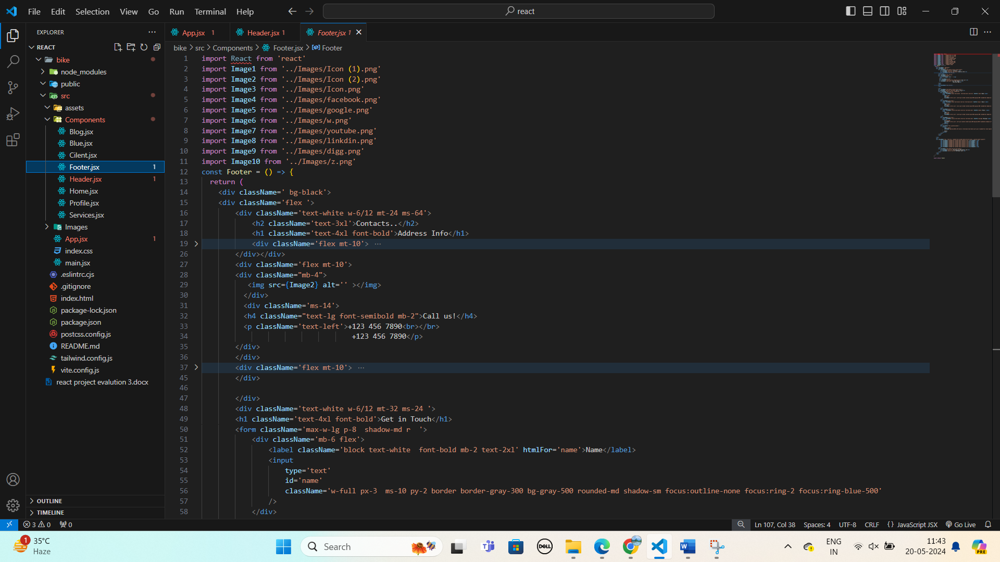 File Edit Selection View Go Run Terminal Help
react
EXPLORER
REACT
bike
node_modules
public
src
assets
Components
Blog.jsx
Blue.jsx
Cilent.jsx
Footer.jsx 1
Header.jsx 1
Home.jsx
Profile.jsx
Services.jsx
Images
App.jsx 1
index.css
main.jsx
.eslintrc.cjs
.gitignore
index.html
package-lock.json
package.json
postcss.config.js
README.md
tailwind.config.js
vite.config.js
react project evalution 3.docx
OUTLINE
TIMELINE
App.jsx 1 Header.jsx 1 Footer.jsx 1
bike > src > Components > Footer.jsx > Footer
1 import React from 'react'
2 import Image1 from '../Images/Icon (1).png'
3 import Image2 from '../Images/Icon (2).png'
4 import Image3 from '../Images/Icon.png'
5 import Image4 from '../Images/facebook.png'
6 import Image5 from '../Images/google.png'
7 import Image6 from '../Images/w.png'
8 import Image7 from '../Images/youtube.png'
9 import Image8 from '../Images/linkdin.png'
10 import Image9 from '../Images/digg.png'
11 import Image10 from '../Images/z.png'
12 const Footer = () => {
13 return (
14 <div className=' bg-black'>
15 <div className='flex '>
16 <div className='text-white w-6/12 mt-24 ms-64'>
17 <h2 className='text-3xl'>Contacts..</h2>
18 <h1 className='text-4xl font-bold'>Address Info</h1>
19 <div className='flex mt-10'> ...
26 </div></div>
27 <div className='flex mt-10'>
28 <div className="mb-4">
29 <img src={Image2} alt='' ></img>
30 </div>
31 <div className='ms-14'>
32 <h4 className="text-lg font-semibold mb-2">Call us!</h4>
33 <p className='text-left'>+123 456 7890<br></br>
34 +123 456 7890</p>
35 </div>
36 </div>
37 <div className='flex mt-10'> ...
45 </div>
46
47 </div>
48 <div className='text-white w-6/12 mt-32 ms-24 '>
49 <h1 className='text-4xl font-bold'>Get in Touch</h1>
50 <form className='max-w-lg p-8  shadow-md r  '>
51 <div className='mb-6 flex'>
52 <label className='block text-white  font-bold mb-2 text-2xl' htmlFor='name'>Name</label>
53 <input
54 type='text'
55 id='name'
56 className='w-full px-3  ms-10 py-2 border border-gray-300 bg-gray-500 rounded-md shadow-sm focus:outline-none focus:ring-2 focus:ring-blue-500'
57 />
58 </div>
3 0 0 Ln 107, Col 38 Spaces: 4 UTF-8 CRLF {} JavaScript JSX Go Live
1 35°C
Haze
Search
DELL
PRE
ENG
IN
11:43
20-05-2024